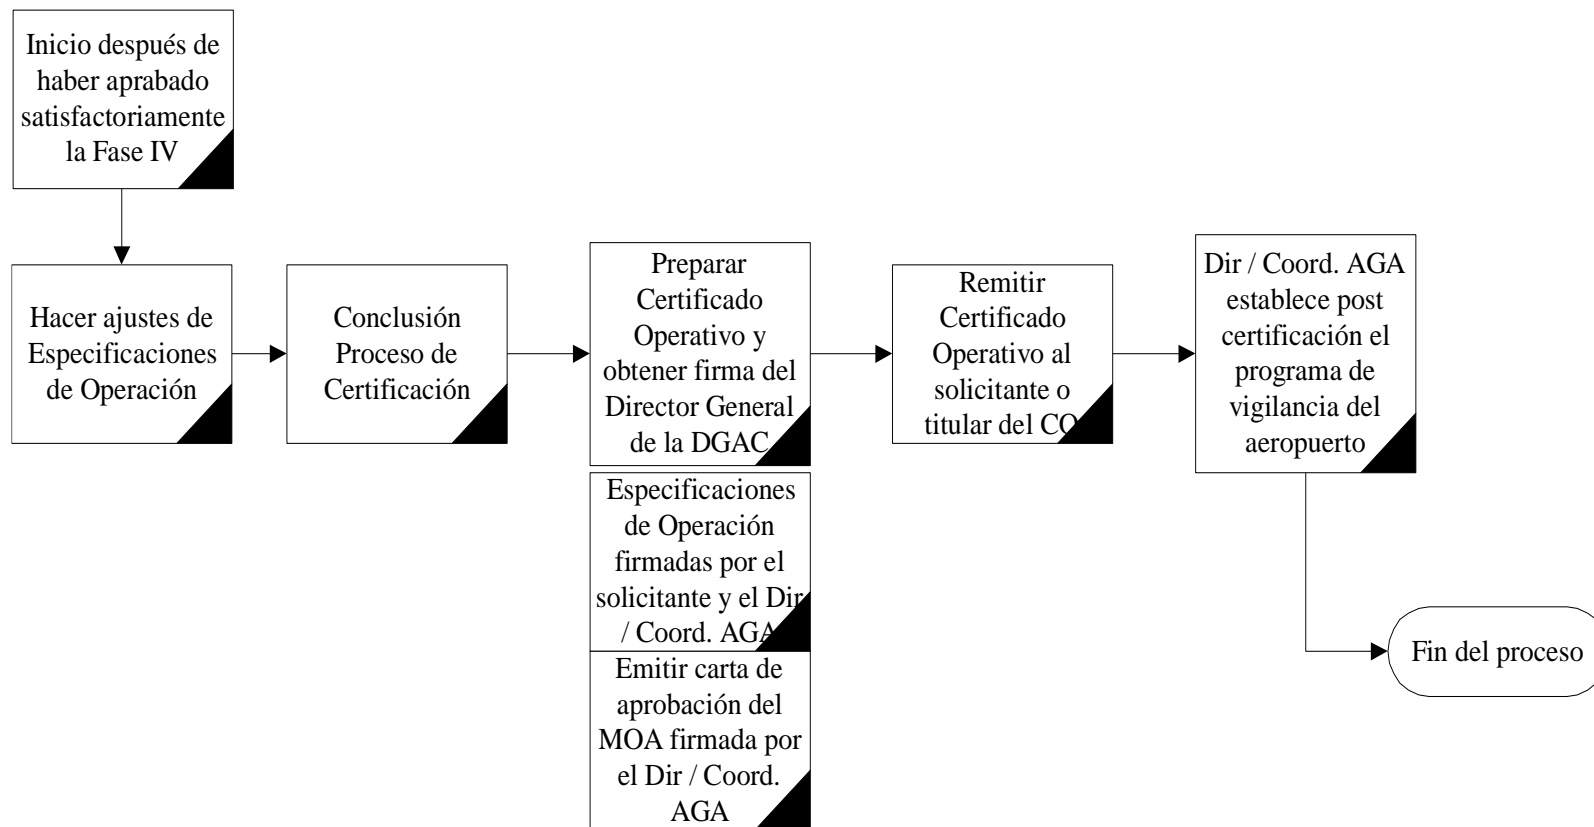 Inicio después de
haber aprabado
satisfactoriamente
la Fase IV
Hacer ajustes de
Especificaciones
de Operación
Conclusión
Proceso de
Certificación
Preparar
Certificado
Operativo y
obtener firma del
Director General
de la DGAC
Especificaciones
de Operación
firmadas por el
solicitante y el Dir
/ Coord. AGA
Emitir carta de
aprobación del
MOA firmada por
el Dir / Coord.
AGA
Remitir
Certificado
Operativo al
solicitante o
titular del CO
Dir / Coord. AGA
establece post
certificación el
programa de
vigilancia del
aeropuerto
Fin del proceso